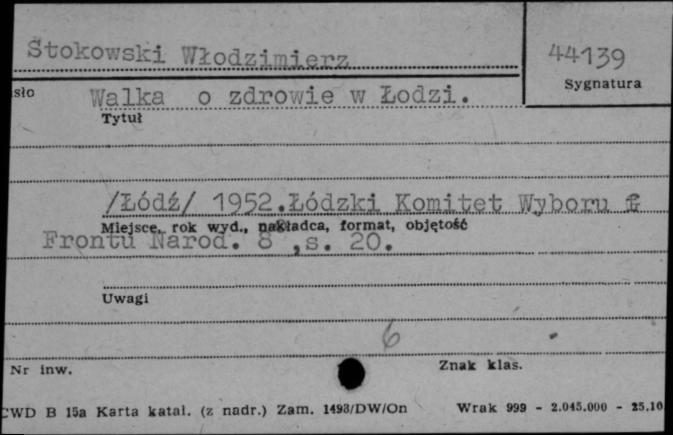 Stokowski Włodzimierz
44139
Sygnatura
sło Walka o zdrowie w Łodzi.
Tytuł
/Łódź/ 1952.Łódzki Komitet Wyboru
Miejsce, rok wyd., nakładca, format, objętość
Frontu Narod. 8°,s. 20.
Uwagi
6
Nr inw. Znak klas.
CWD B 15a Karta katal. (z nadr.) Zam. 1493/DW/On Wrak 999 - 2.045.000 - 25.10